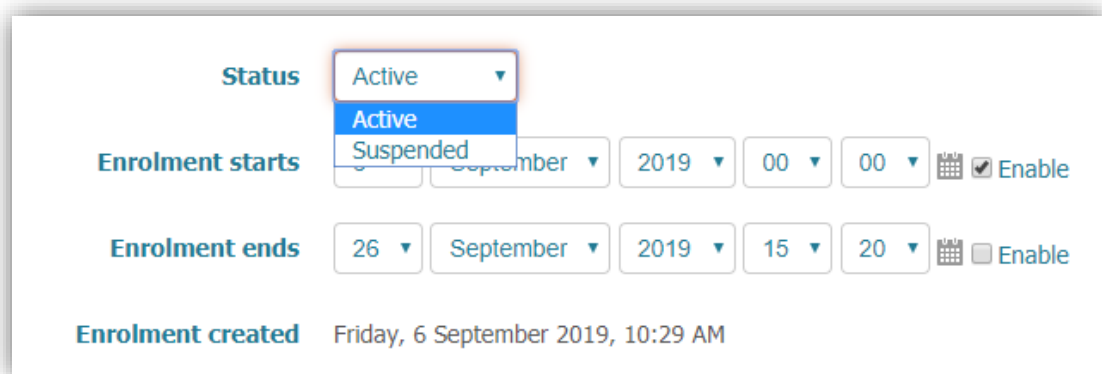 Status Active
Active
Suspended
Enrolment starts September 2019 00 00 Enable
Enrolment ends 26 September 2019 15 20 Enable
Enrolment created Friday, 6 September 2019, 10:29 AM